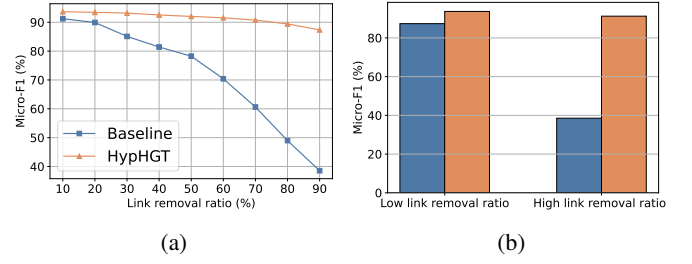 Micro-F1 (%)
90
80
70
60
50
40
Baseline
HypHGT
10 20 30 40 50 60 70 80 90
Link removal ratio (%)
(a)
Micro-F1 (%)
80
60
40
20
0
Low link removal ratio High link removal ratio
(b)